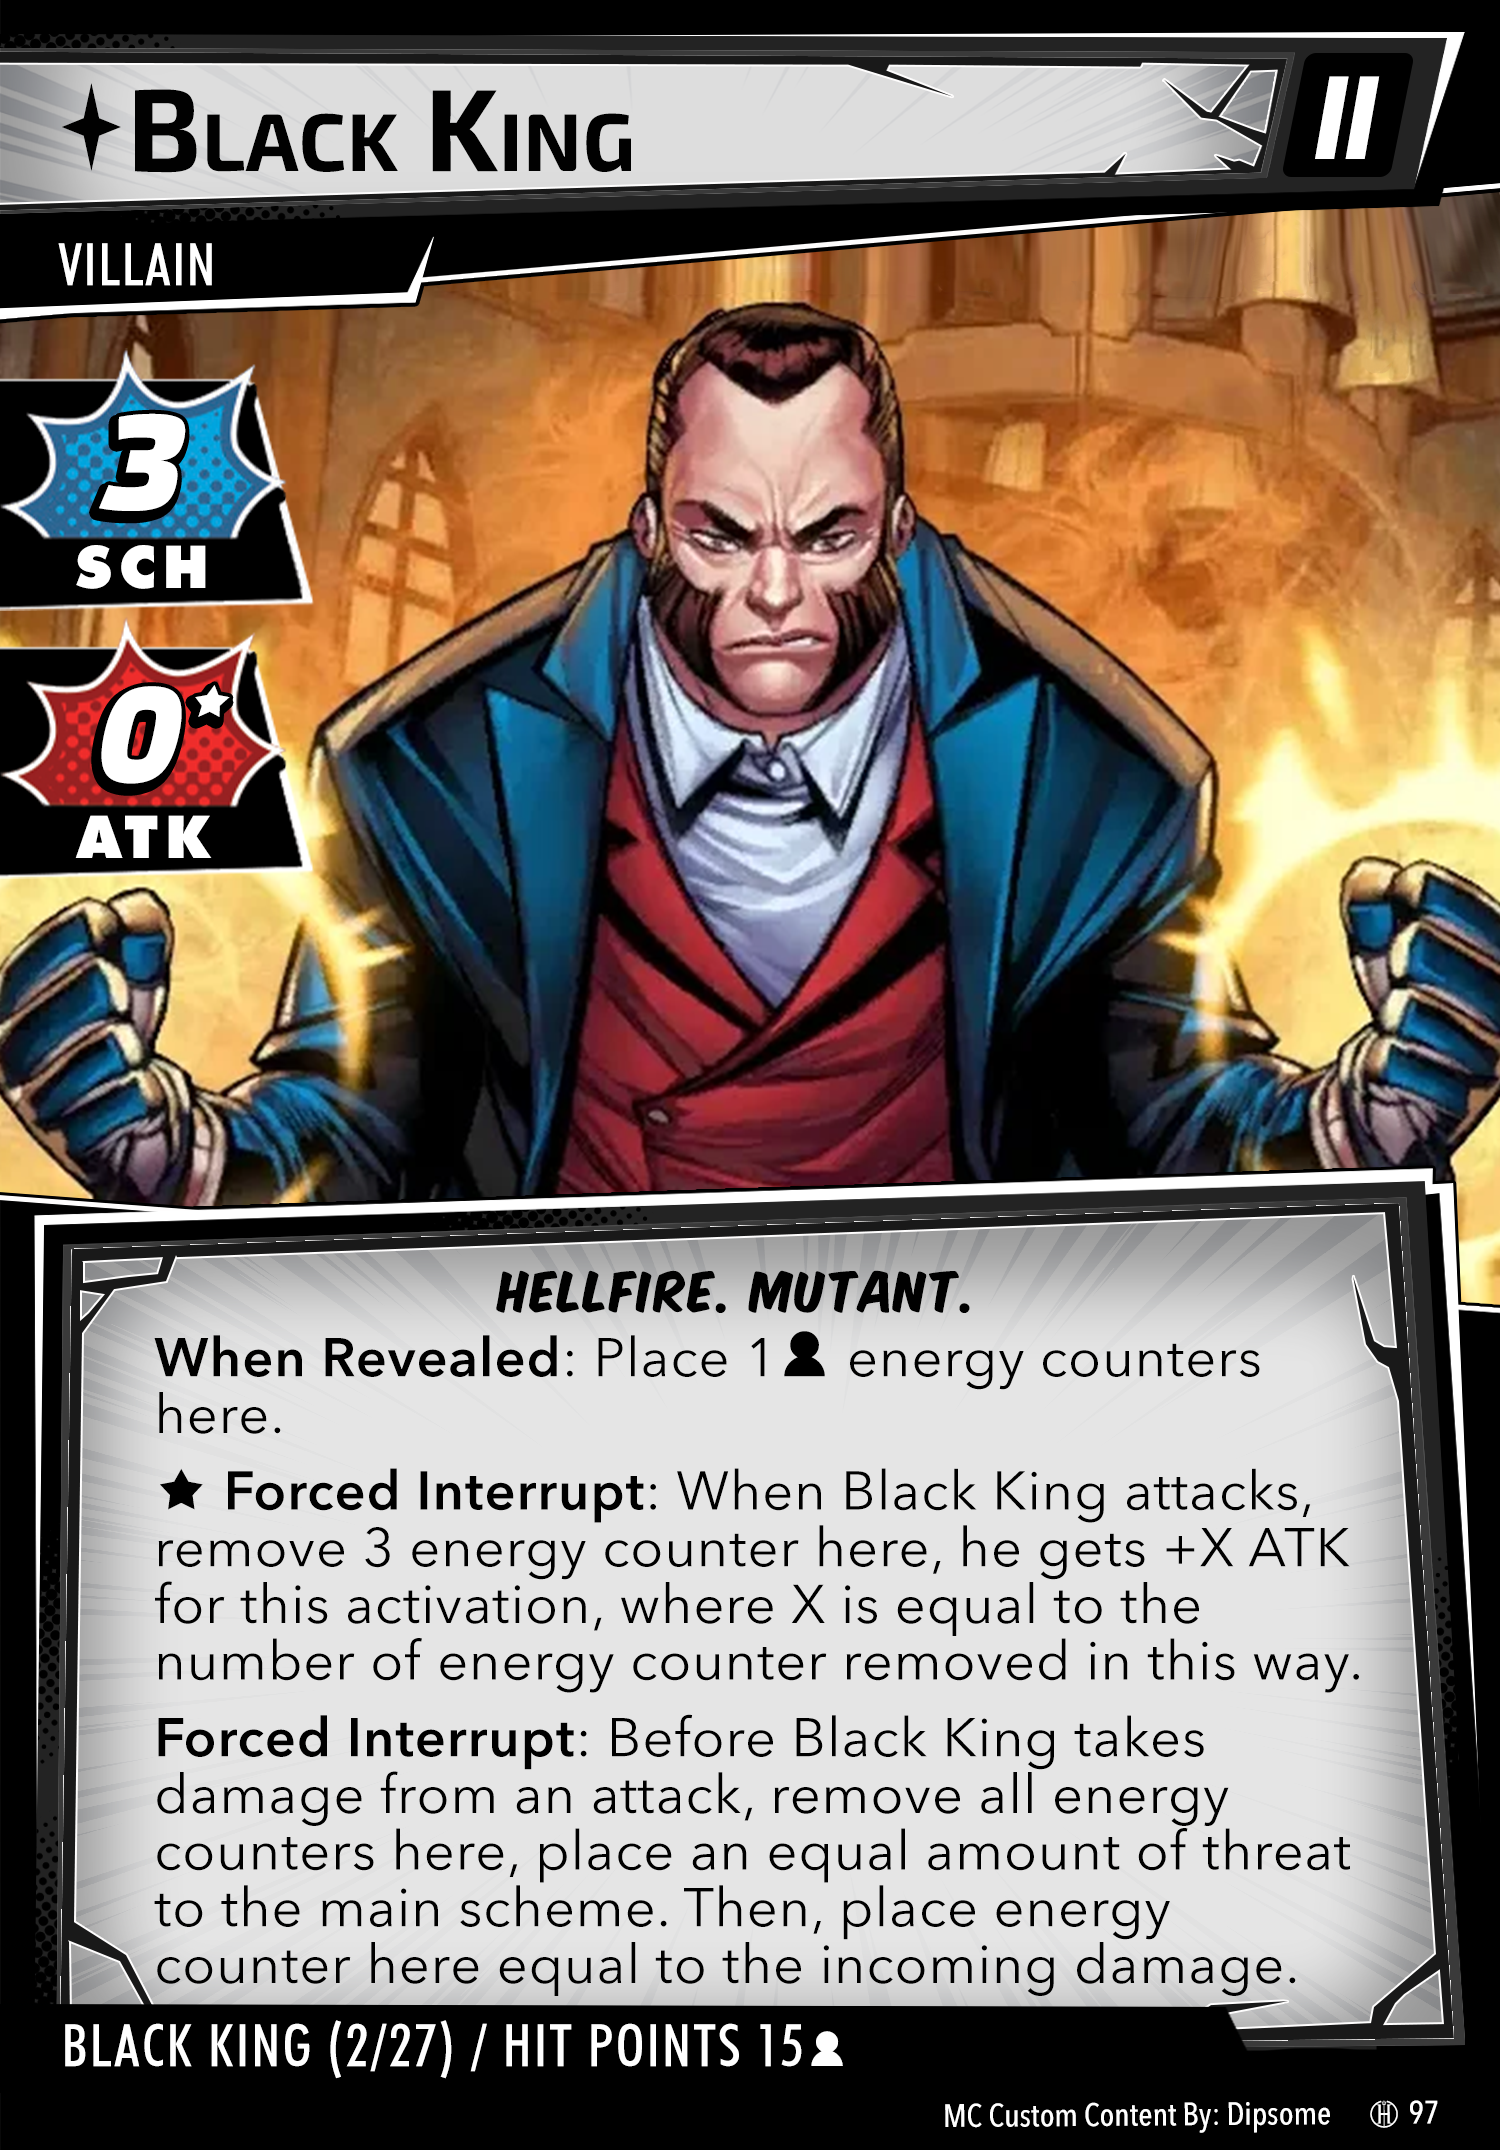 Black King
II
VILLAIN
3
SCH
0
ATK
HELLFIRE. MUTANT.
When Revealed: Place 1 energy counters
here.
★ Forced Interrupt: When Black King attacks,
remove 3 energy counter here, he gets +X ATK
for this activation, where X is equal to the
number of energy counter removed in this way.
Forced Interrupt: Before Black King takes
damage from an attack, remove all energy
counters here, place an equal amount of threat
to the main scheme. Then, place energy
counter here equal to the incoming damage.
BLACK KING (2/27) / HIT POINTS 15
MC Custom Content By: Dipsome 97